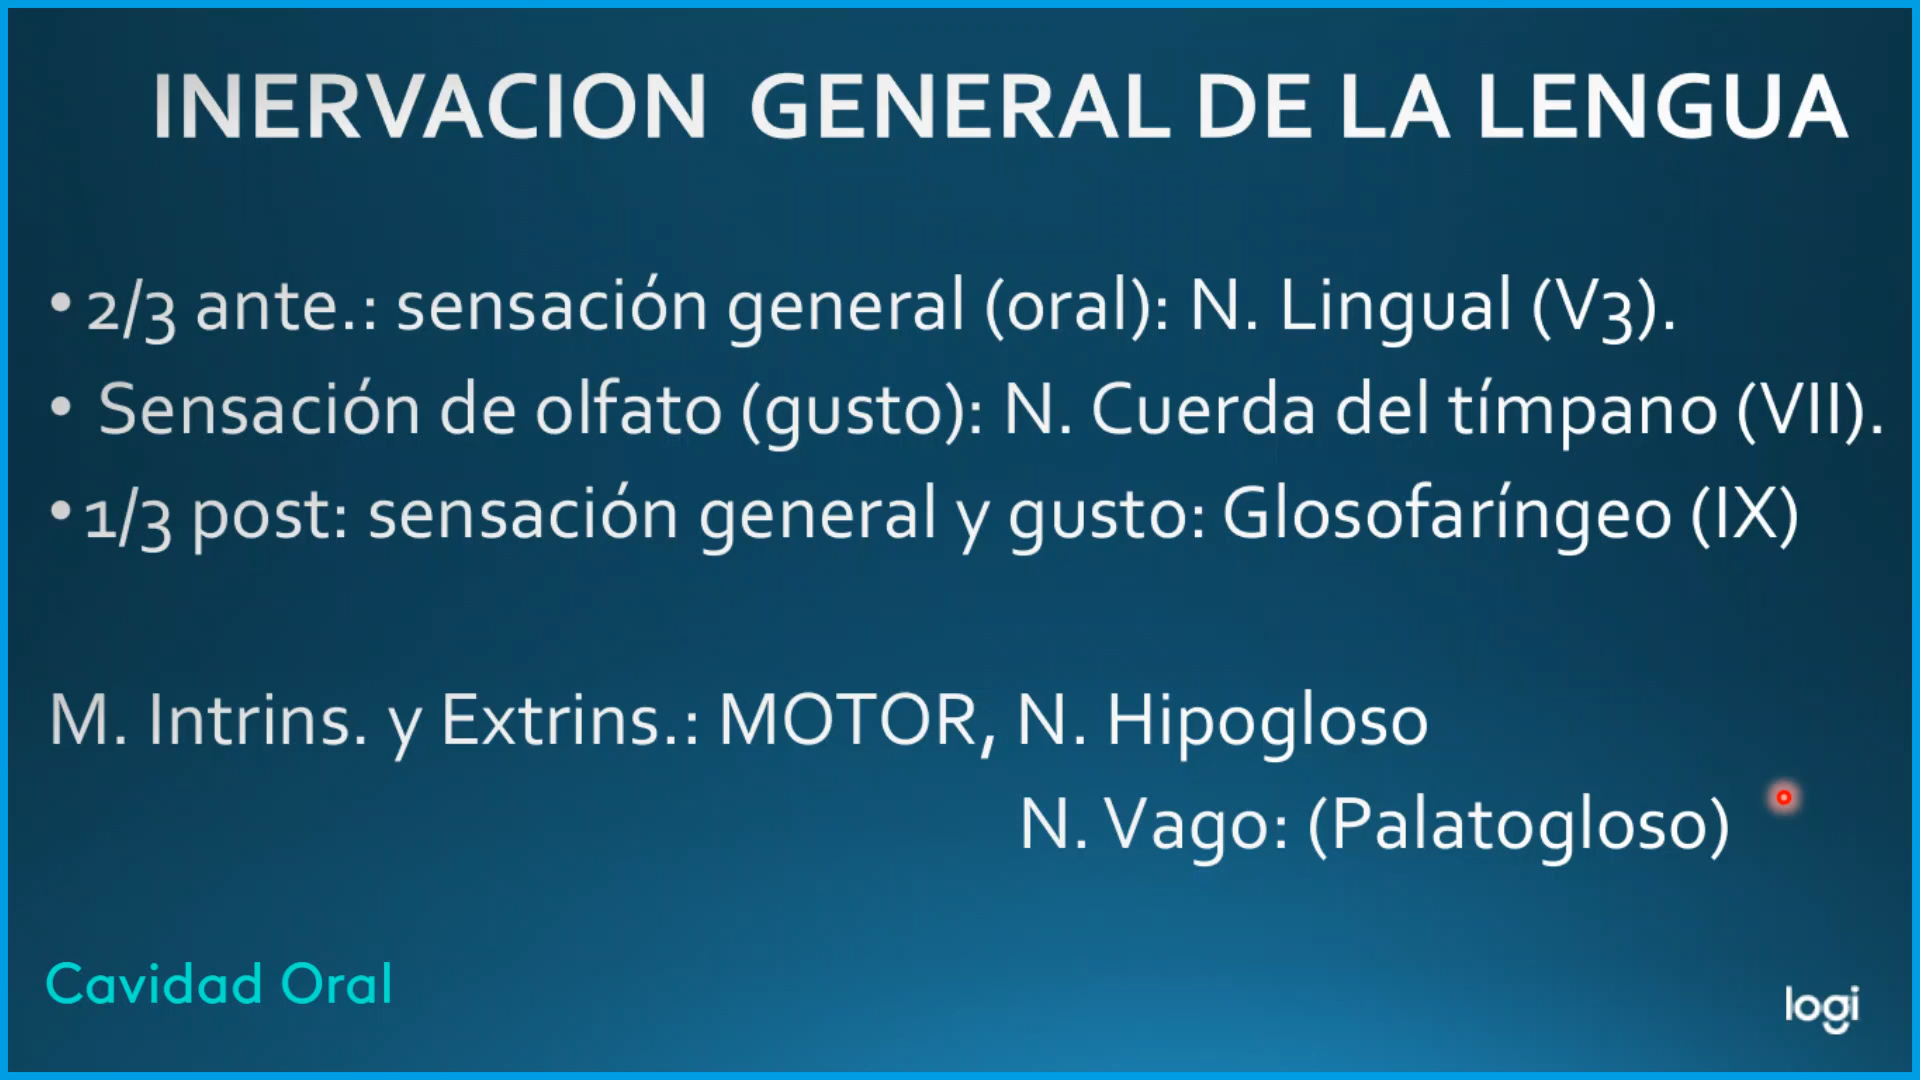 INERVACION GENERAL DE LA LENGUA
• 2/3 ante.: sensación general (oral): N. Lingual (V3).
• Sensación de olfato (gusto): N. Cuerda del tímpano (VII).
• 1/3 post: sensación general y gusto: Glosofaríngeo (IX)
M. Intrins. y Extrins.: MOTOR, N. Hipogloso
N. Vago: (Palatogloso)
Cavidad Oral
logi